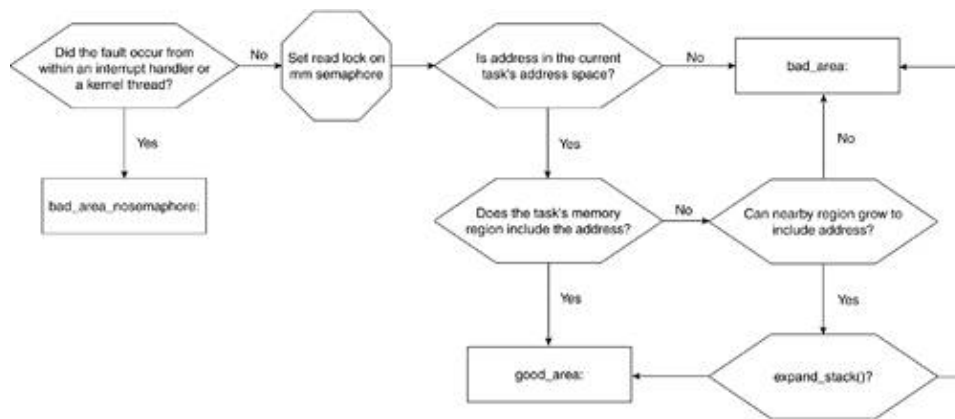 Did the fault occur from
within an interrupt handler or
a kernel thread?
No
Set read lock on
mm semaphore
Is address in the current
task's address space?
No
bad_area:
Yes
Yes
No
bad_area_nosemaphore:
Does the task's memory
region include the address?
No
Can nearby region grow to
include address?
Yes
Yes
good_area:
expand_stack()?